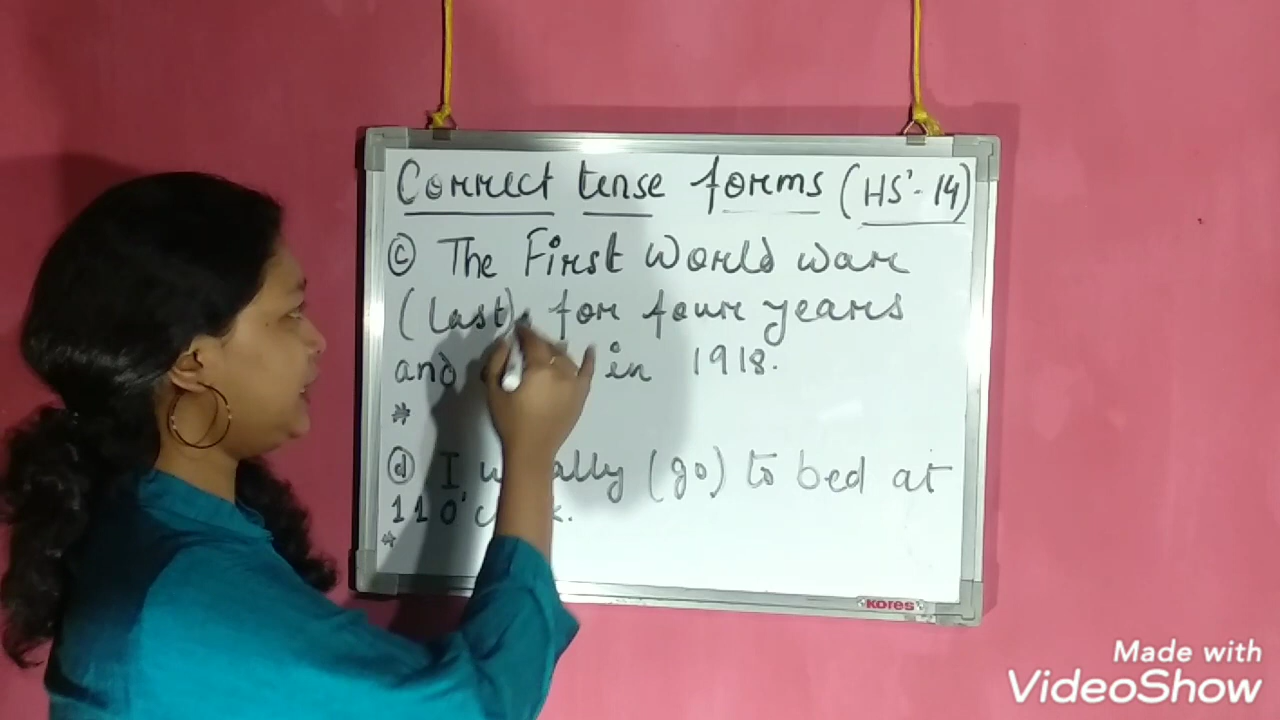 Correct tense forms (HS'-14)
(c) The First World War
(last) for four years
and in 1918.
*
(d) I (go) to bed at
11 0'
*
KORES
Made with
VideoShow